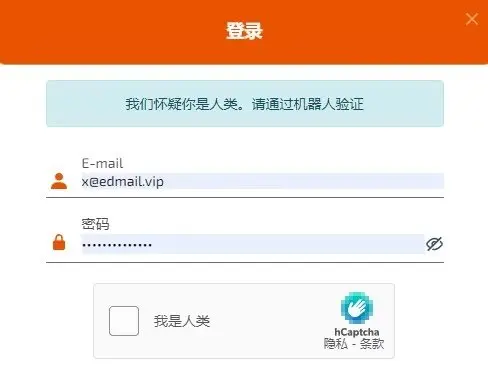 登录
我们怀疑你是人类。请通过机器人验证
E-mail
x@edmail.vip
密码
••••••••••••••
我是人类
hCaptcha
隐私 - 条款